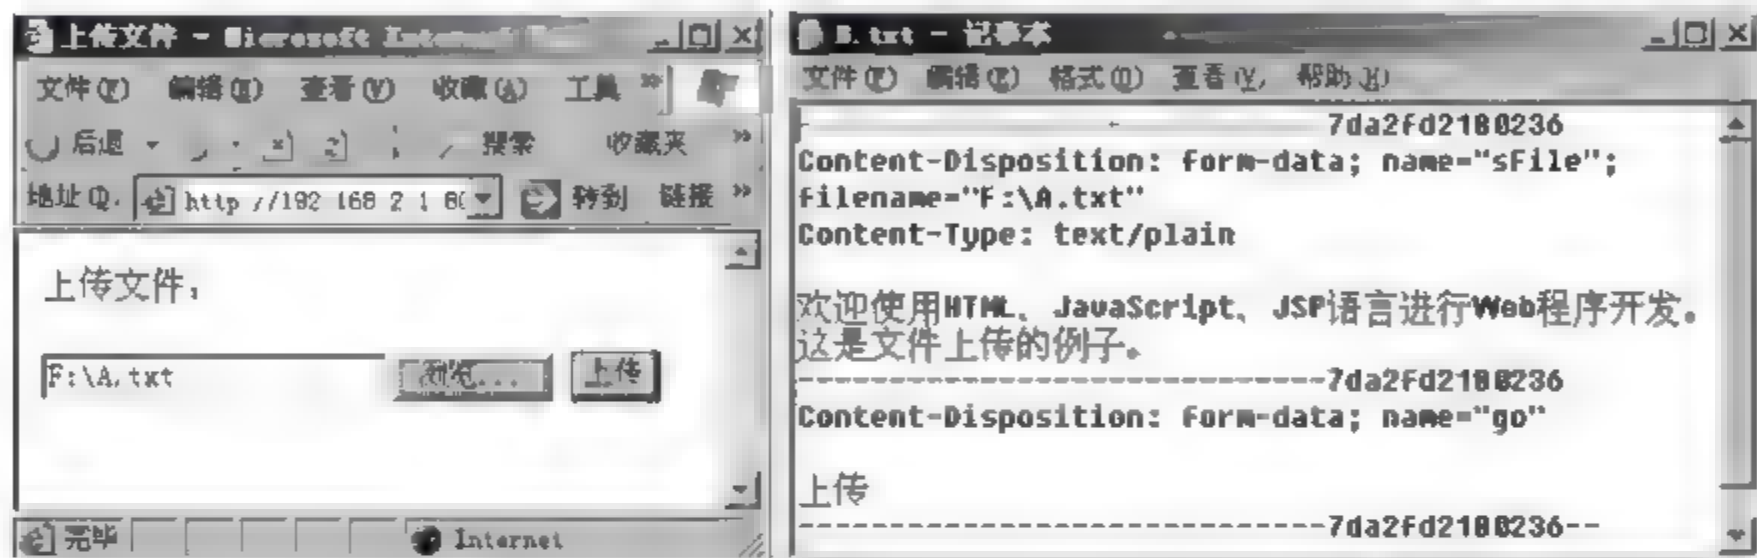 上传文件 - Microsoft Internet
文件(F) 编辑(E) 查看(V) 收藏(A) 工具 »
后退 搜索 收藏夹 »
地址(D) http://192.168.2.1:80 转到 链接 »
上传文件:
F:\A.txt 浏览... 上传
完毕 Internet
B.txt - 记事本
文件(F) 编辑(E) 格式(O) 查看(V) 帮助(H)
-----------------------------7da2fd2180236
Content-Disposition: form-data; name="sFile";
filename="F:\A.txt"
Content-Type: text/plain
欢迎使用HTML、JavaScript、JSP语言进行Web程序开发。
这是文件上传的例子。
-----------------------------7da2fd2180236
Content-Disposition: form-data; name="go"
上传
-----------------------------7da2fd2180236--